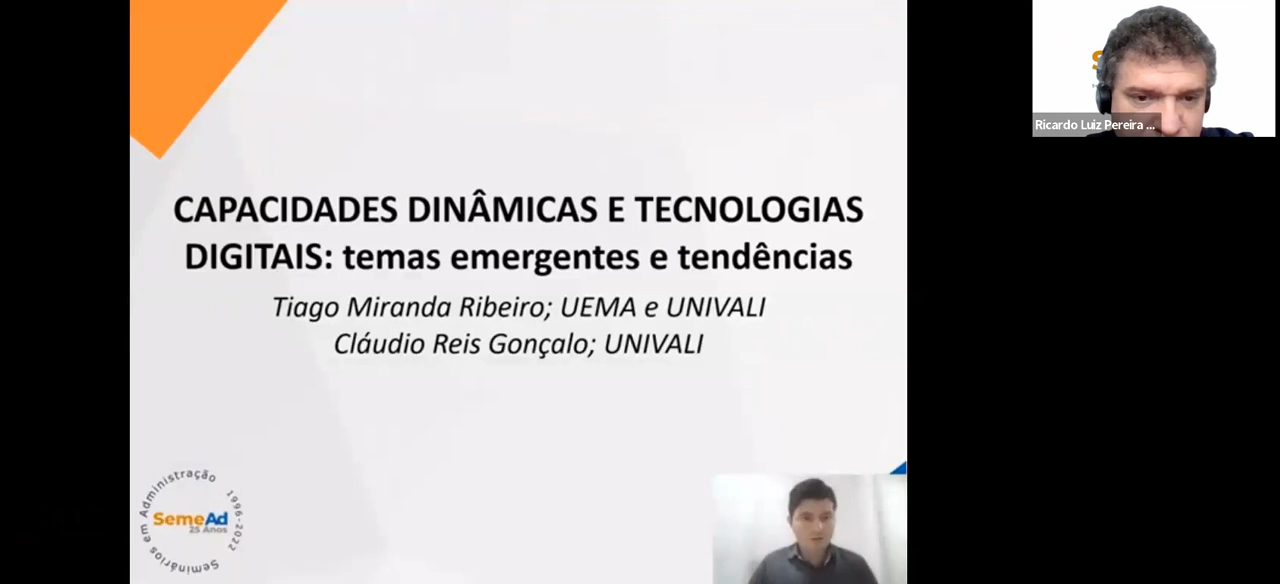 CAPACIDADES DINÂMICAS E TECNOLOGIAS
DIGITAIS: temas emergentes e tendências
Tiago Miranda Ribeiro; UEMA e UNIVALI
Cláudio Reis Gonçalo; UNIVALI
Seminários em Administração 1996-2022
SemeAd
25 Anos
Ricardo Luiz Pereira ...